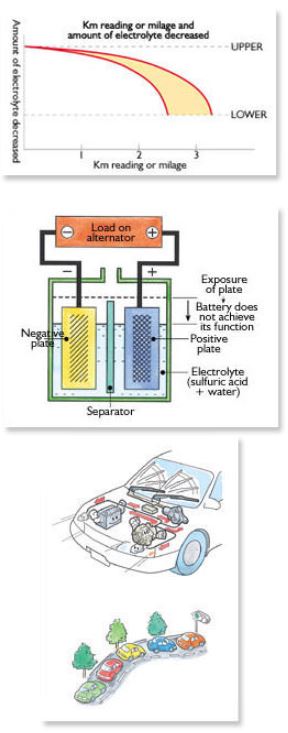 Km reading or milage and
amount of electrolyte decreased
Amount of electrolyte decreased
UPPER
LOWER
1 2 3
Km reading or milage
Load on
alternator
− +
− +
Exposure
of plate
Battery does
not achieve
its function
Negative
plate
Positive
plate
Electrolyte
(sulfuric acid
+ water)
Separator